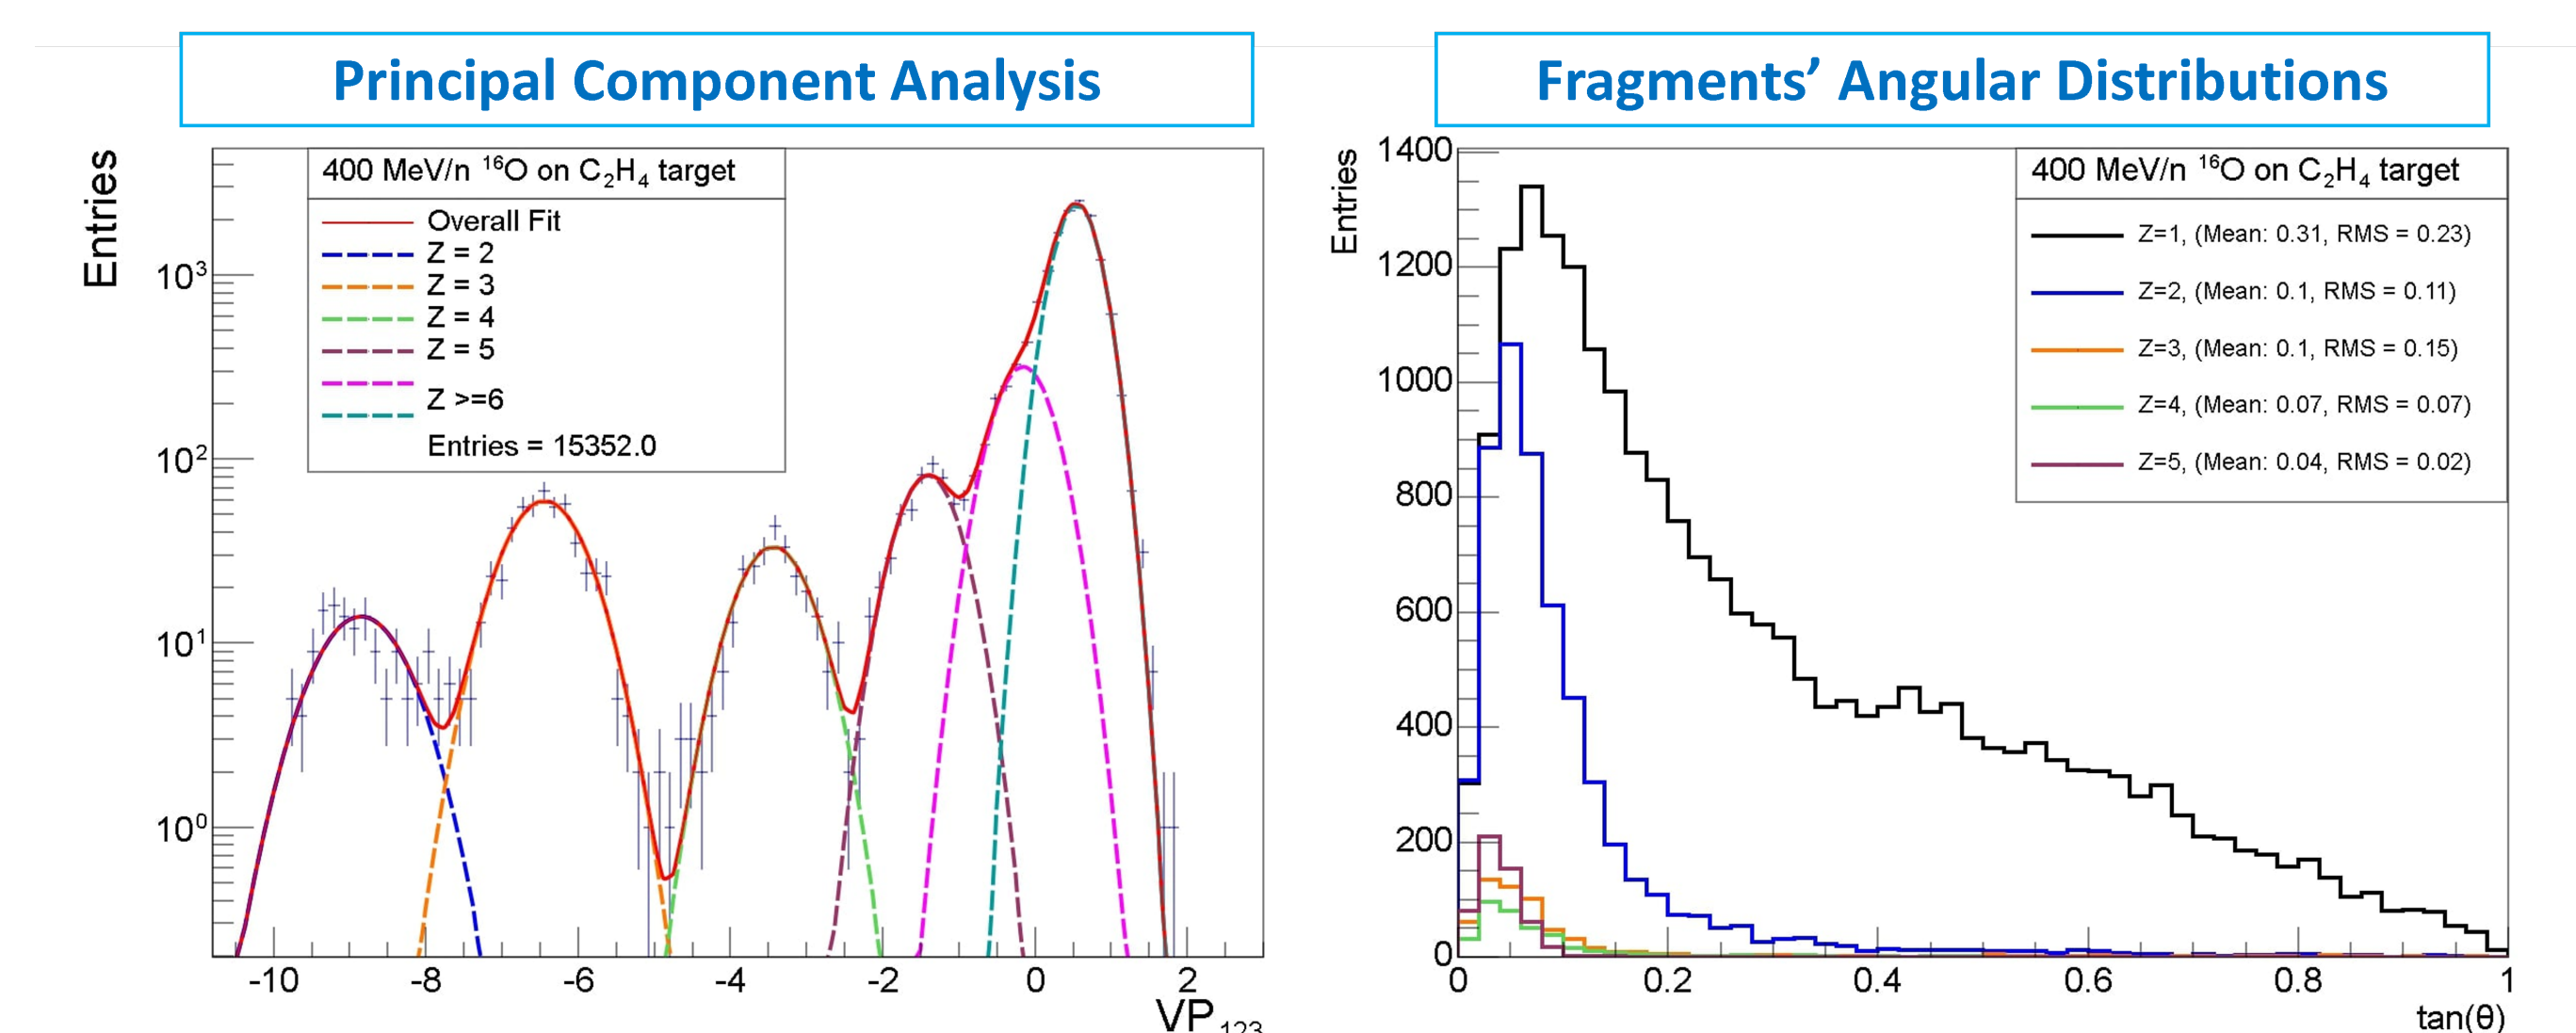 Principal Component Analysis
Entries
400 MeV/n ¹⁶O on C₂H₄ target
Overall Fit
Z = 2
Z = 3
Z = 4
Z = 5
Z >=6
Entries = 15352.0
10³
10²
10¹
10⁰
-10 -8 -6 -4 -2 0 2
VP₁₂₃
Fragments’ Angular Distributions
Entries
400 MeV/n ¹⁶O on C₂H₄ target
Z=1, (Mean: 0.31, RMS = 0.23)
Z=2, (Mean: 0.1, RMS = 0.11)
Z=3, (Mean: 0.1, RMS = 0.15)
Z=4, (Mean: 0.07, RMS = 0.07)
Z=5, (Mean: 0.04, RMS = 0.02)
1400
1200
1000
800
600
400
200
0
0 0.2 0.4 0.6 0.8 1
tan(θ)